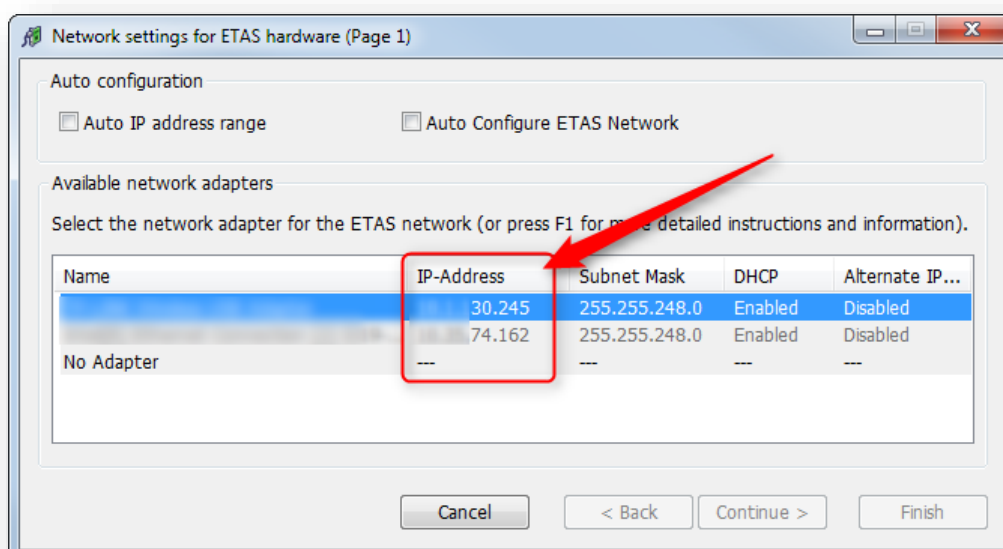 Network settings for ETAS hardware (Page 1)
Auto configuration
Auto IP address range Auto Configure ETAS Network
Available network adapters
Select the network adapter for the ETAS network (or press F1 for detailed instructions and information).
Name IP-Address Subnet Mask DHCP Alternate IP...
30.245 255.255.248.0 Enabled Disabled
74.162 255.255.248.0 Enabled Disabled
No Adapter --- --- --- ---
Cancel < Back Continue > Finish